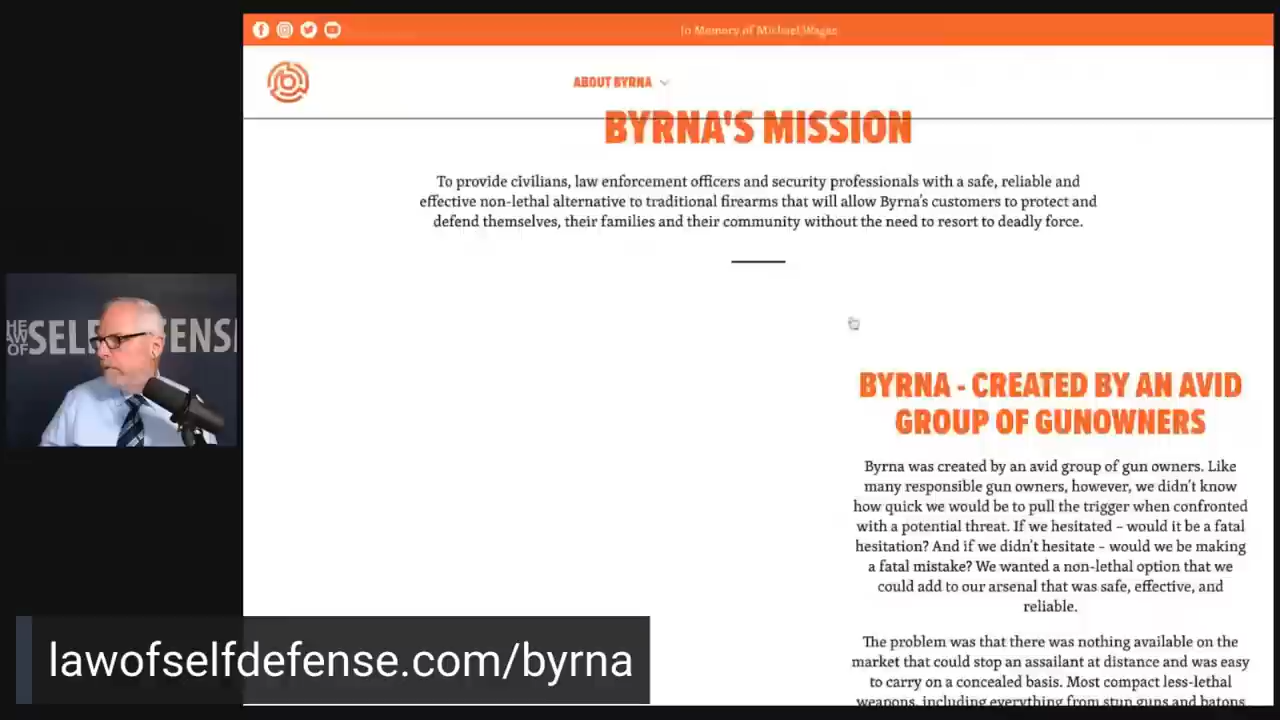 In Memory of Michael Wager
ABOUT BYRNA
BYRNA'S MISSION
To provide civilians, law enforcement officers and security professionals with a safe, reliable and
effective non-lethal alternative to traditional firearms that will allow Byrna's customers to protect and
defend themselves, their families and their community without the need to resort to deadly force.
THE
LAW
OF
SELF DEFENSE
BYRNA - CREATED BY AN AVID
GROUP OF GUNOWNERS
Byrna was created by an avid group of gun owners. Like
many responsible gun owners, however, we didn't know
how quick we would be to pull the trigger when confronted
with a potential threat. If we hesitated – would it be a fatal
hesitation? And if we didn't hesitate – would we be making
a fatal mistake? We wanted a non-lethal option that we
could add to our arsenal that was safe, effective, and
reliable.
The problem was that there was nothing available on the
market that could stop an assailant at distance and was easy
to carry on a concealed basis. Most compact less-lethal
weapons, including everything from stun guns and batons
lawofselfdefense.com/byrna